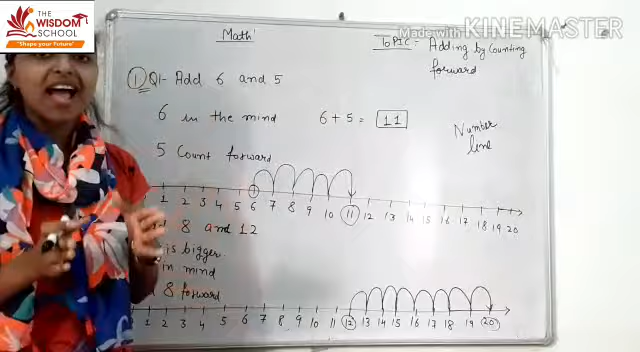 THE WISDOM SCHOOL
"Shape your Future"
Made with KINEMASTER
Math'
TOPIC:- Adding by Counting forward
① Q1- Add 6 and 5
6 in the mind
6 + 5 = 11
5 Count forward
Number line
1 2 3 4 5 6 7 8 9 10 11 12 13 14 15 16 17 18 19 20
8 and 12
is bigger.
in mind
8 forward
1 2 3 4 5 6 7 8 9 10 11 12 13 14 15 16 17 18 19 20